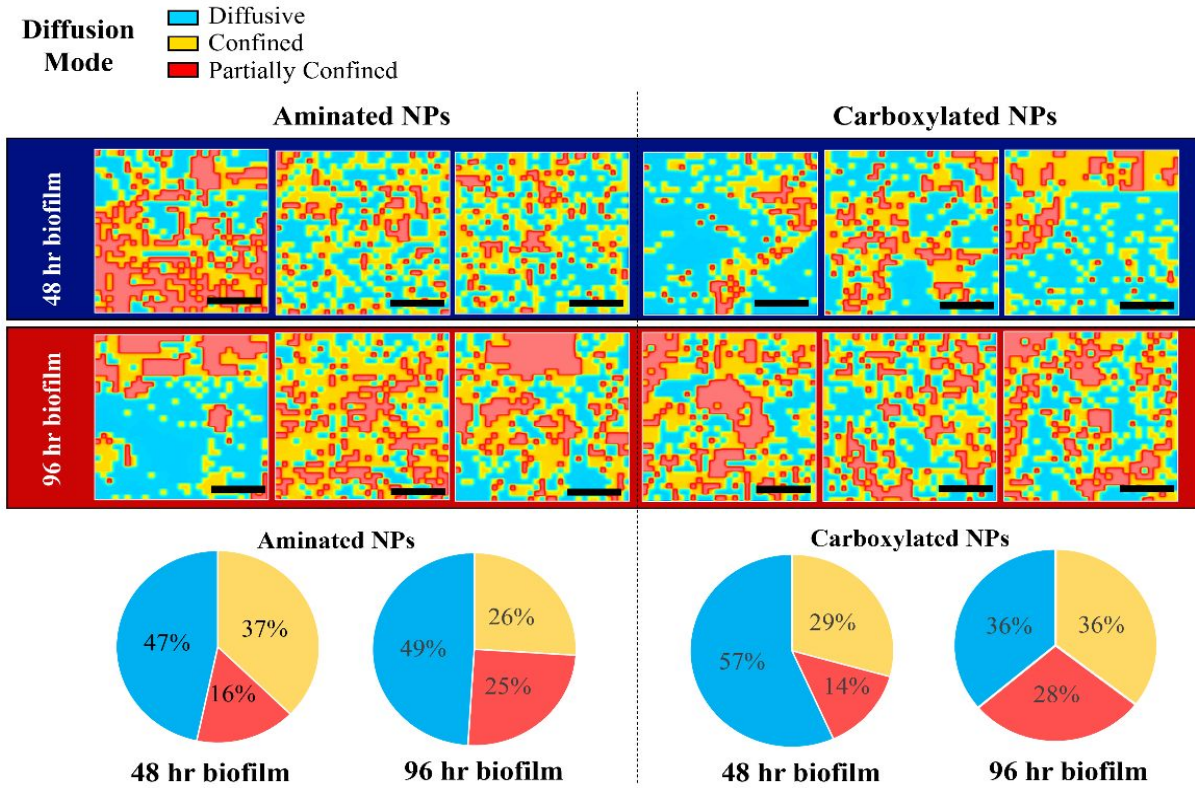 Diffusion
Mode
Diffusive
Confined
Partially Confined
Aminated NPs
Carboxylated NPs
48 hr biofilm
96 hr biofilm
Aminated NPs
Carboxylated NPs
47%
37%
16%
49%
26%
25%
57%
29%
14%
36%
36%
28%
48 hr biofilm
96 hr biofilm
48 hr biofilm
96 hr biofilm